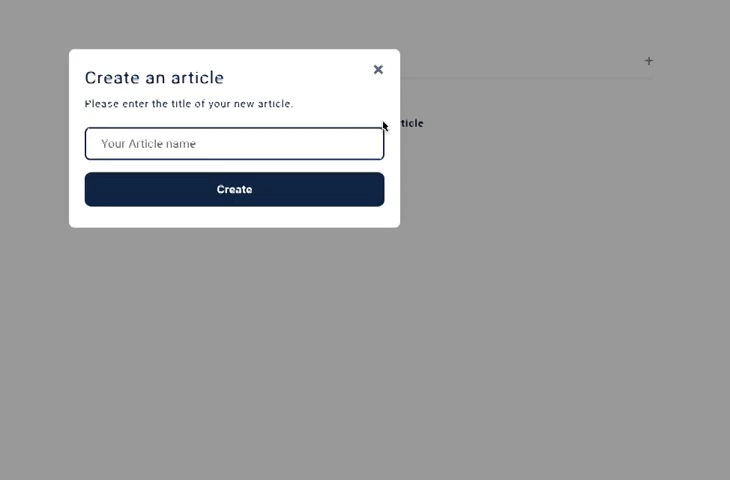 Create an article
×
+
Please enter the title of your new article.
ticle
Your Article name
Create